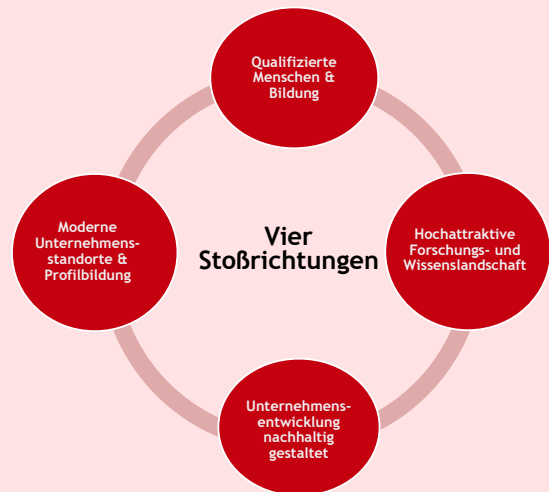 Qualifizierte
Menschen &
Bildung
Moderne
Unternehmens-
standorte &
Profilbildung
Vier
Stoßrichtungen
Hochattraktive
Forschungs- und
Wissenslandschaft
Unternehmens-
entwicklung
nachhaltig
gestaltet